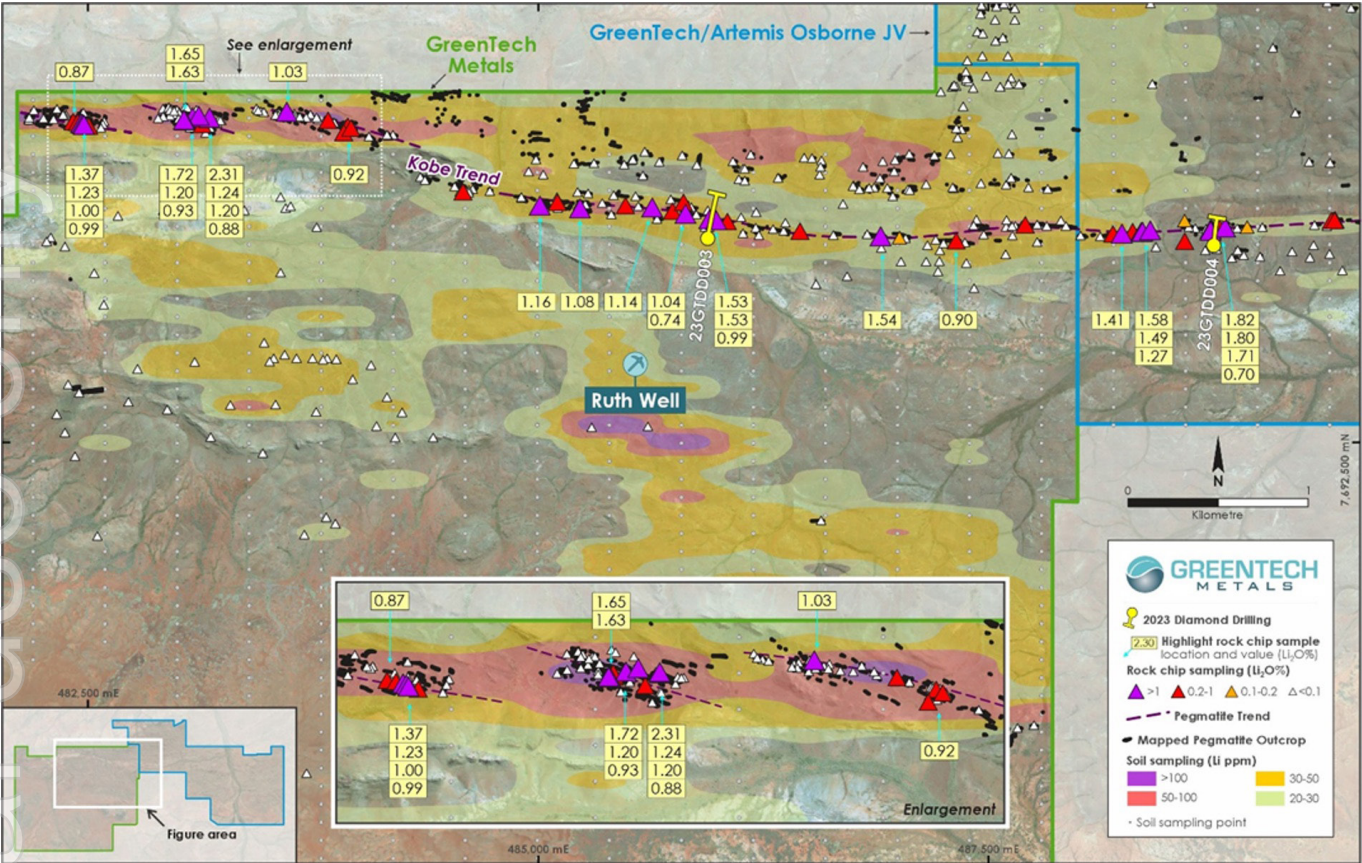 GreenTech/Artemis Osborne JV
See enlargement
GreenTech
Metals
0.87
1.65
1.63
1.03
Kobe Trend
1.37
1.23
1.00
0.99
1.72
1.20
0.93
2.31
1.24
1.20
0.88
0.92
1.16
1.08
1.14
1.04
0.74
23GTDD003
1.53
1.53
0.99
1.54
0.90
1.41
1.58
1.49
1.27
23GTDD004
1.82
1.80
1.71
0.70
Ruth Well
N
0
1
Kilometre
7,692,500 mN
482,500 mE
485,000 mE
487,500 mE
Figure area
0.87
1.65
1.63
1.03
1.37
1.23
1.00
0.99
1.72
1.20
0.93
2.31
1.24
1.20
0.88
0.92
Enlargement
GREENTECH
METALS
2023 Diamond Drilling
2.30 Highlight rock chip sample
location and value (Li₂O%)
Rock chip sampling (Li₂O%)
>1 0.2-1 0.1-0.2 <0.1
Pegmatite Trend
Mapped Pegmatite Outcrop
Soil sampling (Li ppm)
>100 30-50
50-100 20-30
Soil sampling point